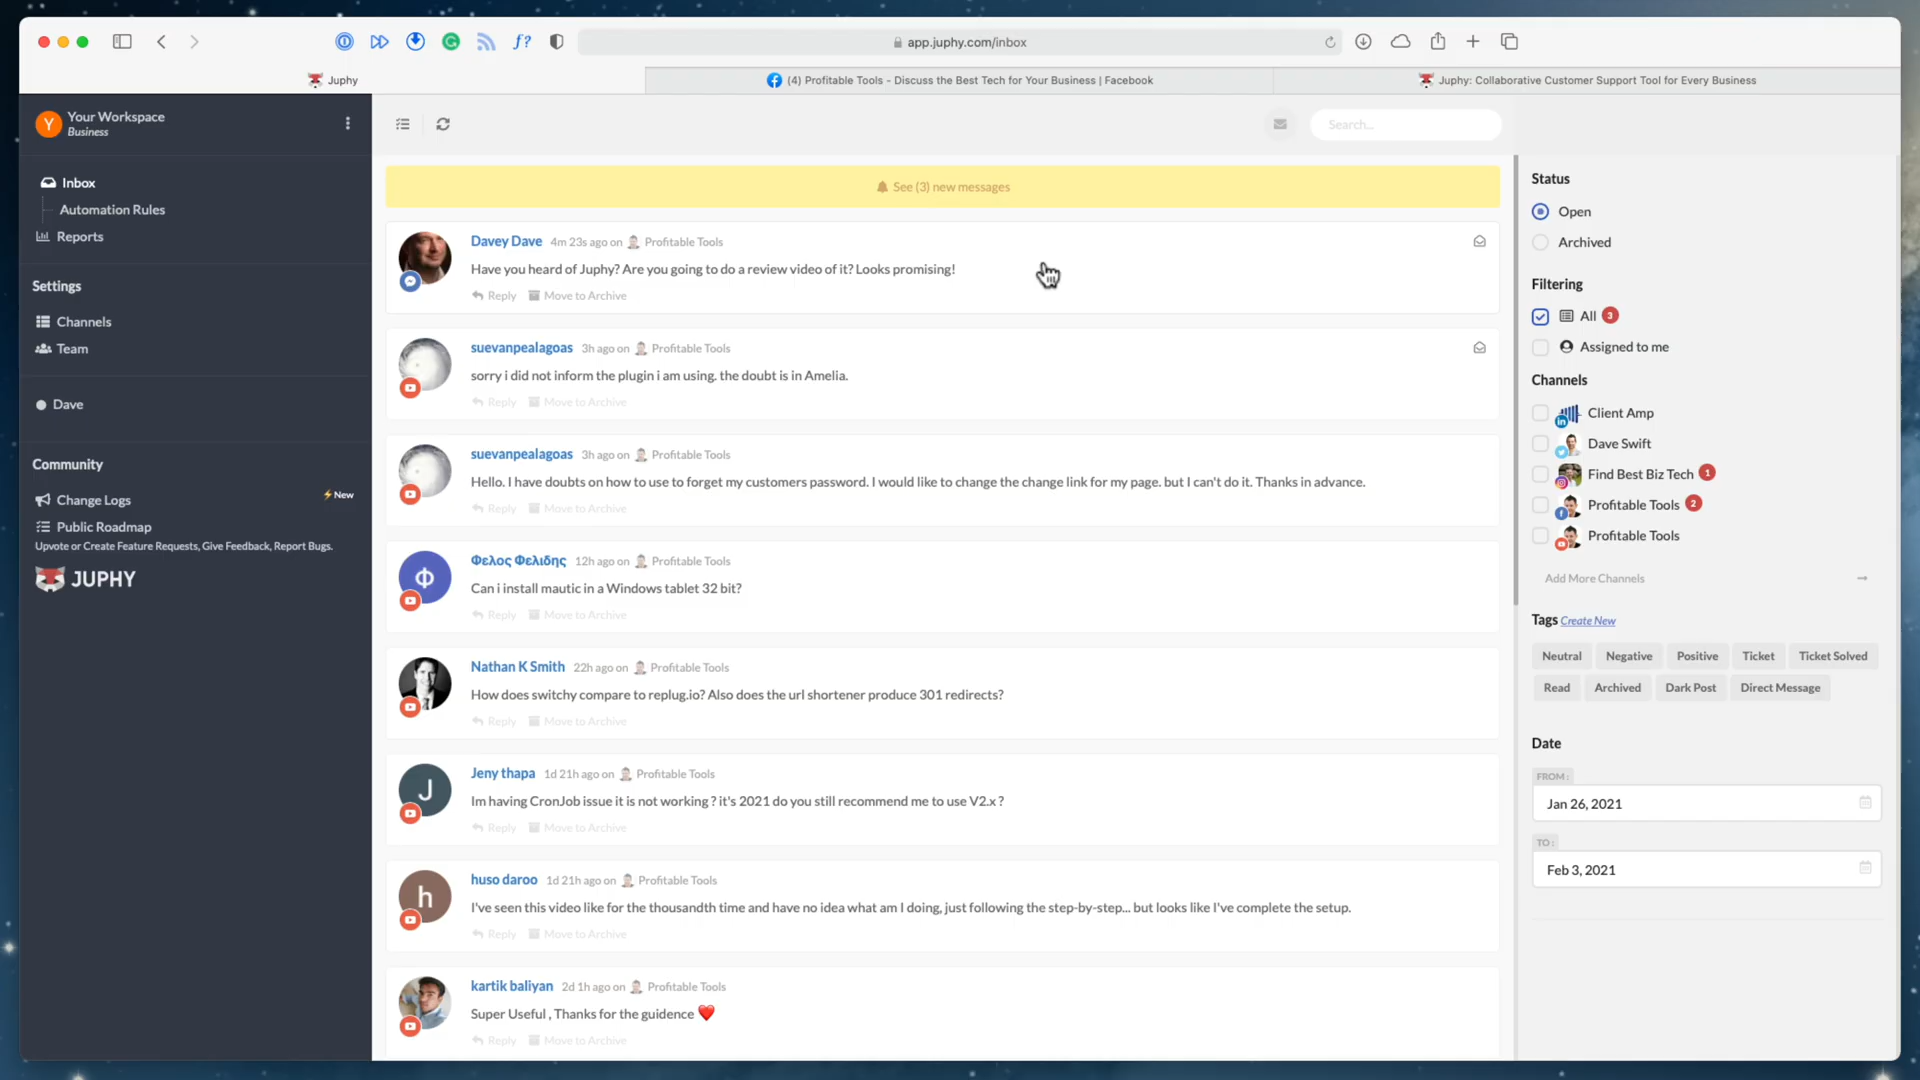 app.juphy.com/inbox
Juphy
(4) Profitable Tools - Discuss the Best Tech for Your Business | Facebook
Juphy: Collaborative Customer Support Tool for Every Business
Y
Your Workspace
Business
Inbox
Automation Rules
Reports
Settings
Channels
Team
Dave
Community
Change Logs
⚡New
Public Roadmap
Upvote or Create Feature Requests, Give Feedback, Report Bugs.
JUPHY
Search...
See (3) new messages
Davey Dave 4m 23s ago on Profitable Tools
Have you heard of Juphy? Are you going to do a review video of it? Looks promising!
Reply Move to Archive
suevanpealagoas 3h ago on Profitable Tools
sorry i did not inform the plugin i am using. the doubt is in Amelia.
Reply Move to Archive
suevanpealagoas 3h ago on Profitable Tools
Hello. I have doubts on how to use to forget my customers password. I would like to change the change link for my page. but I can't do it. Thanks in advance.
Reply Move to Archive
Φ
Φελος Φελιδης 12h ago on Profitable Tools
Can i install mautic in a Windows tablet 32 bit?
Reply Move to Archive
Nathan K Smith 22h ago on Profitable Tools
How does switchy compare to replug.io? Also does the url shortener produce 301 redirects?
Reply Move to Archive
J
Jeny thapa 1d 21h ago on Profitable Tools
Im having CronJob issue it is not working ? it's 2021 do you still recommend me to use V2.x ?
Reply Move to Archive
h
huso daroo 1d 21h ago on Profitable Tools
I've seen this video like for the thousandth time and have no idea what am I doing, just following the step-by-step... but looks like I've complete the setup.
Reply Move to Archive
kartik baliyan 2d 1h ago on Profitable Tools
Super Useful , Thanks for the guidence ❤️
Reply Move to Archive
Status
Open
Archived
Filtering
All 3
Assigned to me
Channels
Client Amp
Dave Swift
Find Best Biz Tech 1
Profitable Tools 2
Profitable Tools
Add More Channels →
Tags Create New
Neutral Negative Positive Ticket Ticket Solved
Read Archived Dark Post Direct Message
Date
FROM :
Jan 26, 2021
TO :
Feb 3, 2021